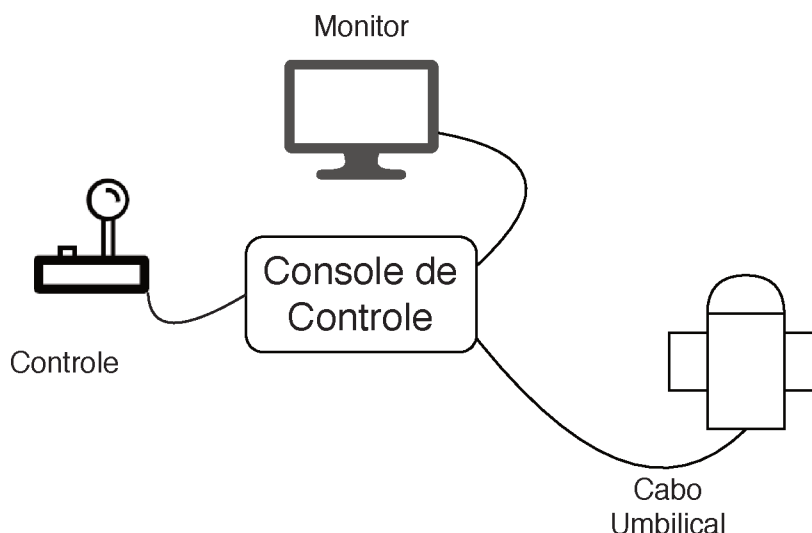 Monitor
Console de
Controle
Controle
Cabo
Umbilical